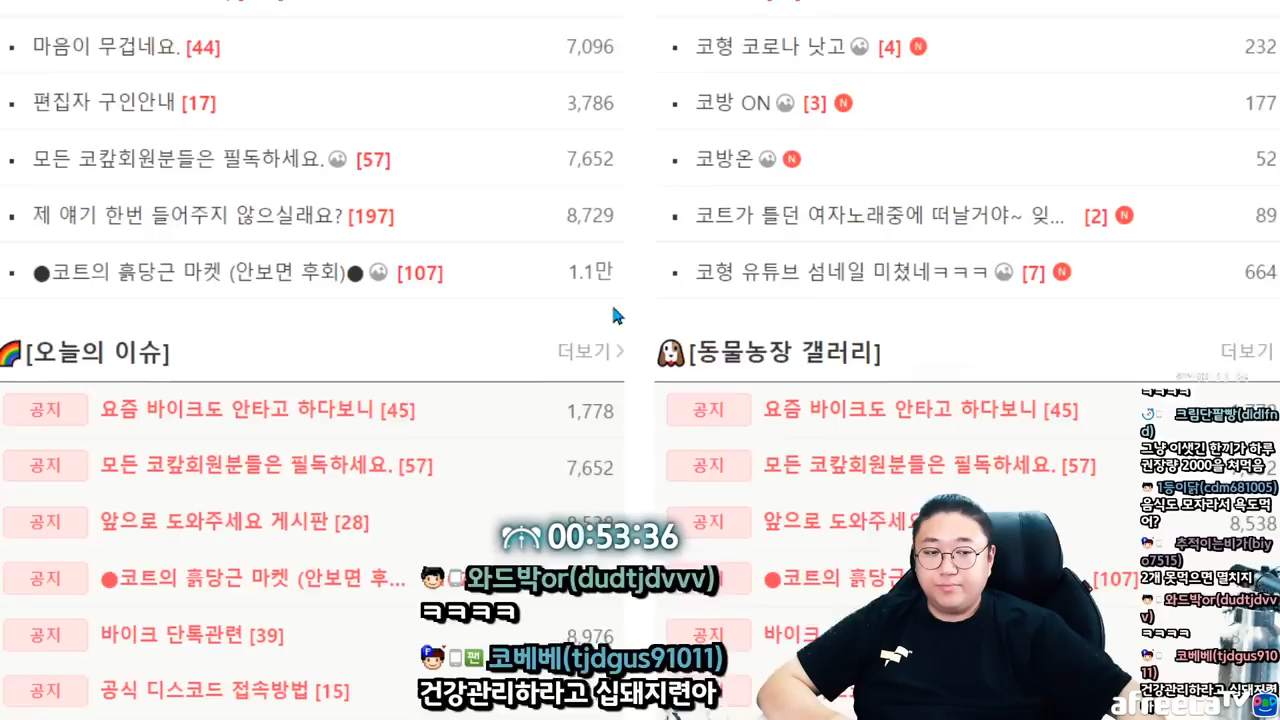 마음이 무겁네요. [44] 7,096
편집자 구인안내 [17] 3,786
모든 코캎회원분들은 필독하세요. [57] 7,652
제 얘기 한번 들어주지 않으실래요? [197] 8,729
●코트의 흙당근 마켓 (안보면 후회)● [107] 1.1만
[오늘의 이슈] 더보기 >
공지 요즘 바이크도 안타고 하다보니 [45] 1,778
공지 모든 코캎회원분들은 필독하세요. [57] 7,652
공지 앞으로 도와주세요 게시판 [28]
공지 ●코트의 흙당근 마켓 (안보면 후...
공지 바이크 단톡관련 [39] 8,976
공지 공식 디스코드 접속방법 [15]
코형 코로나 낫고 [4] N 232
코방 ON [3] N 177
코방온 N 52
코트가 틀던 여자노래중에 떠날거야~ 잊... [2] N 89
코형 유튜브 섬네일 미쳤네ㅋㅋㅋ [7] N 664
[동물농장 갤러리] 더보기
공지 요즘 바이크도 안타고 하다보니 [45]
공지 모든 코캎회원분들은 필독하세요. [57]
공지 앞으로 도와주세 8,538
공지 ●코트의 흙당근 [107]
공지 바이크
00:53:36
와드박or(dudtjdvvv)
ㅋㅋㅋㅋ
코베베(tjdgus91011)
건강관리하라고 십돼지련아
ㅋㅋㅋㅋ
크림단팥빵(dldlfn
d)
그냥 이샛긴 한끼가 하루
권장량 2000을 쳐먹음
1등이닭(cdm681005)
음식도 모자라서 욕도먹
어?
추적이는비가(biy
o7515)
2개 못먹으면 멸치지
와드박or(dudtjdvv
v)
ㅋㅋㅋㅋ
코베베(tjdgus910
11)
건강관리하라고 십돼지련
아
afreecaTV